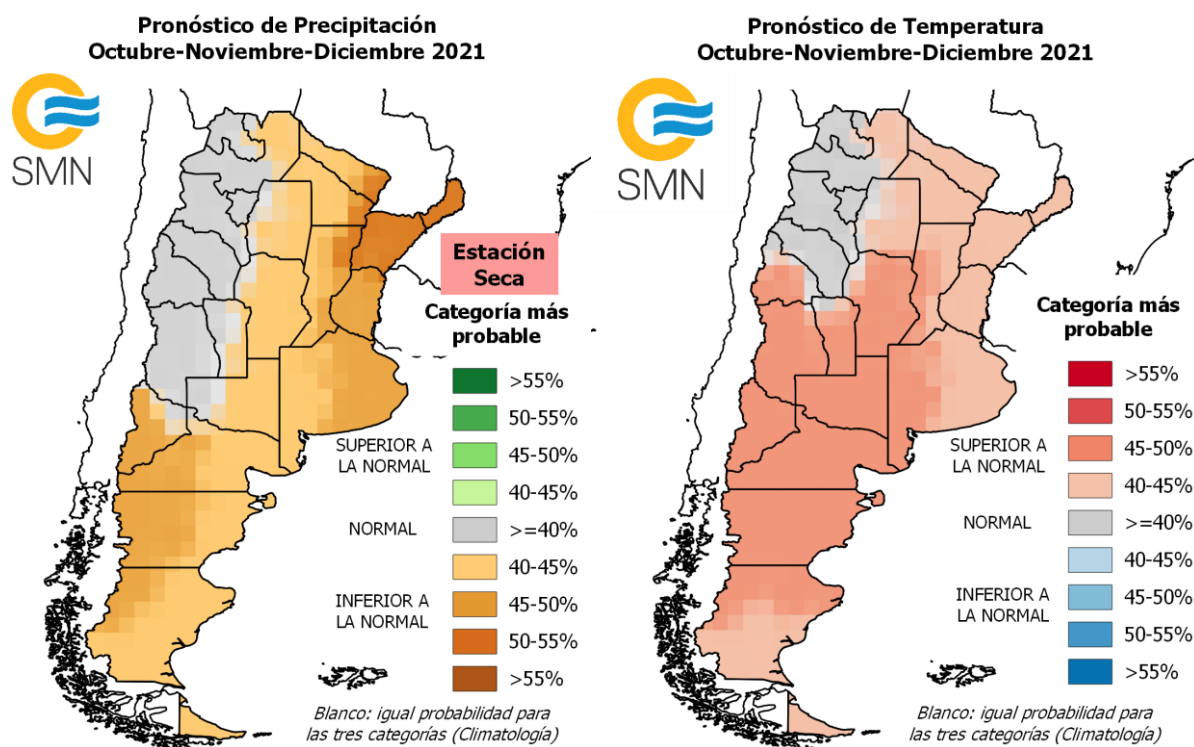 Pronóstico de Precipitación
Octubre-Noviembre-Diciembre 2021
SMN
Estación
Seca
Categoría más
probable
>55%
50-55%
SUPERIOR A
LA NORMAL
45-50%
40-45%
NORMAL
>=40%
40-45%
INFERIOR A
LA NORMAL
45-50%
50-55%
>55%
Blanco: igual probabilidad para
las tres categorías (Climatología)
Pronóstico de Temperatura
Octubre-Noviembre-Diciembre 2021
SMN
Categoría más
probable
>55%
50-55%
SUPERIOR A
LA NORMAL
45-50%
40-45%
NORMAL
>=40%
40-45%
INFERIOR A
LA NORMAL
45-50%
50-55%
>55%
Blanco: igual probabilidad para
las tres categorías (Climatología)